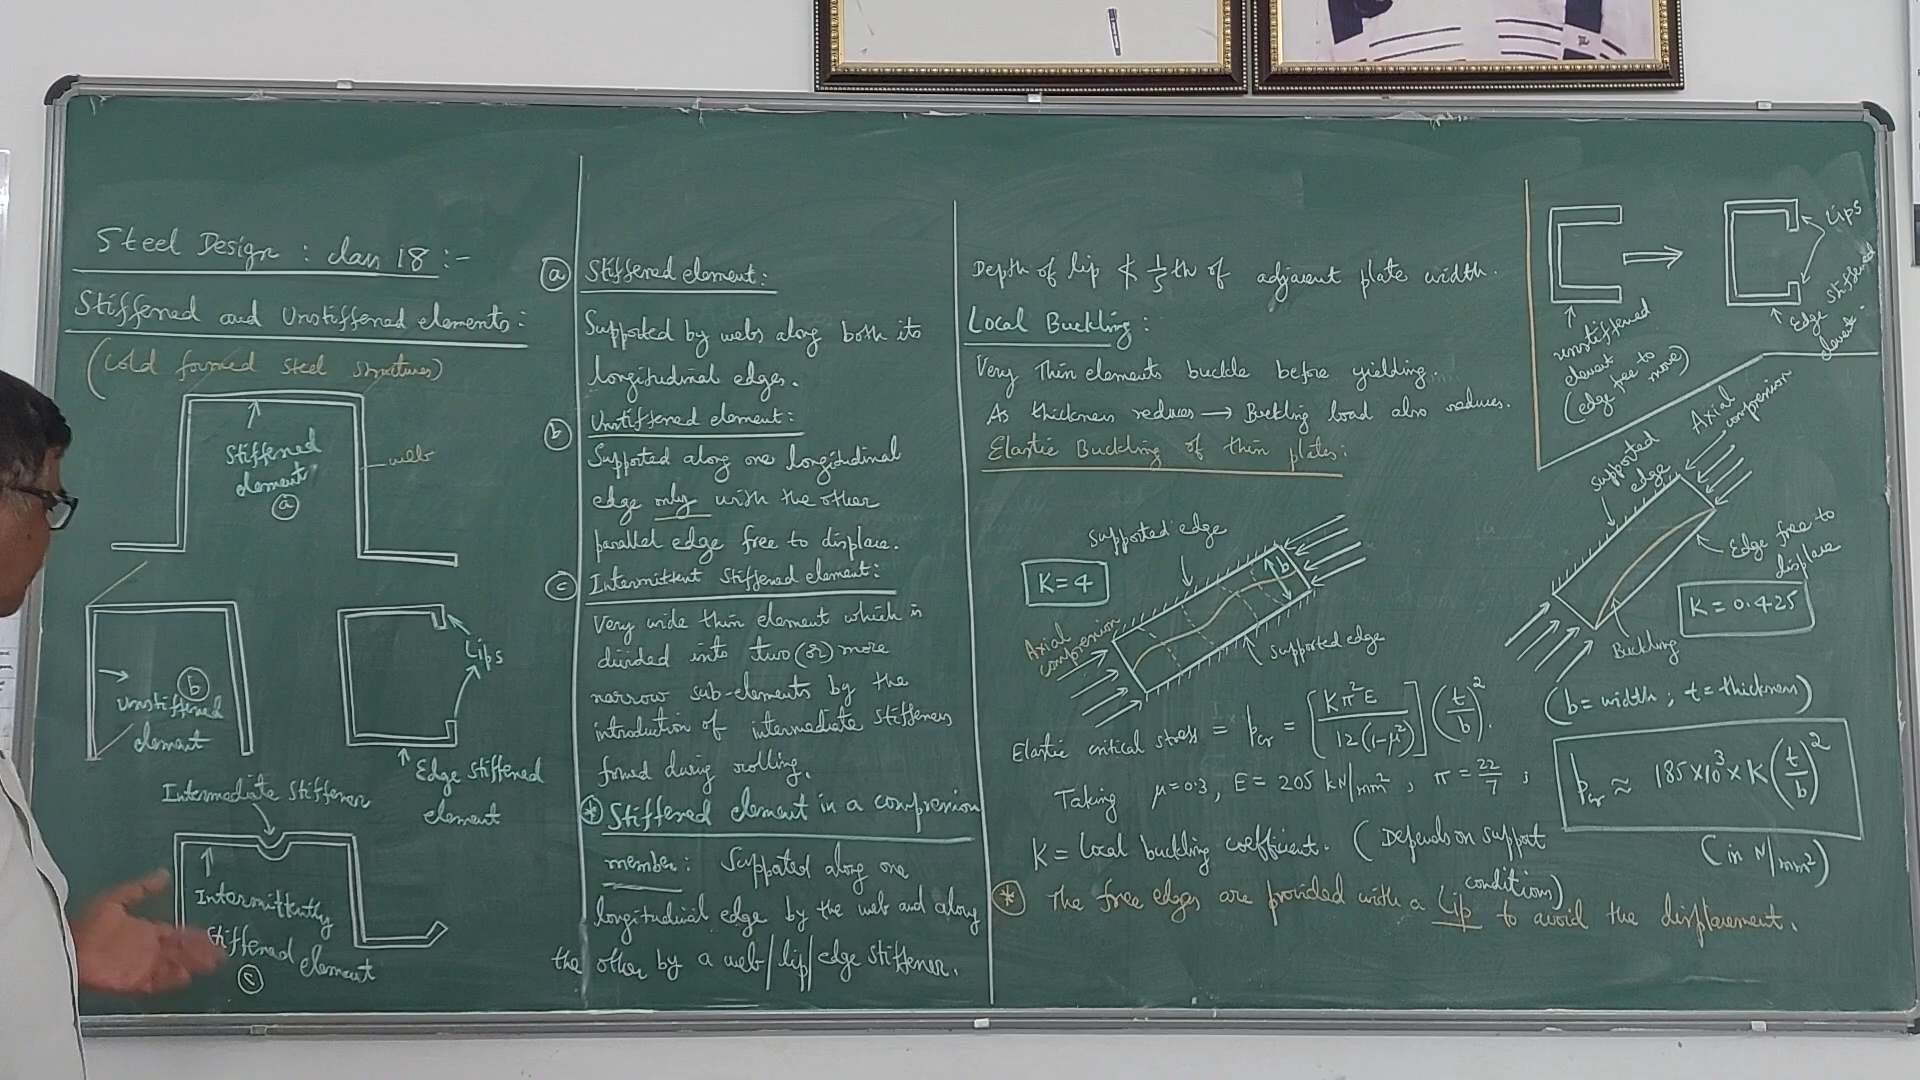 Steel Design : class 18 :-
Stiffened and Unstiffened elements :
(cold formed steel structures)
Stiffened
element
(a)
web
(b)
Unstiffened
element
Lips
Edge stiffened
element
Intermediate Stiffener
Intermittently
Stiffened element
(c)
(a) Stiffened element :
Supported by webs along both its
longitudinal edges.
(b) Unstiffened element :
Supported along one longitudinal
edge only with the other
parallel edge free to displace.
(c) Intermittent Stiffened element :
Very wide thin element which is
divided into two (or) more
narrow sub-elements by the
introduction of intermediate stiffeners
formed during rolling.
(*) Stiffened element in a compression
member : Supported along one
longitudinal edge by the web and along
the other by a web/lip/edge stiffener.
Depth of lip ≮ 1/5 th of adjacent plate width.
Local Buckling :
Very Thin elements buckle before yielding.
As thickness reduces → Buckling load also reduces.
Elastic Buckling of thin plates :
K = 4
Supported edge
b
Axial
compression
Supported edge
Elastic critical stress = pcr = [Kπ²E / 12(1-μ²)] (t/b)².
Taking μ = 0.3, E = 205 kN/mm², π = 22/7 ;
K = Local buckling coefficient. (Depends on support
conditions)
(*) The free edges are provided with a Lip to avoid the displacement.
unstiffened
element
(edge free to
move)
Lips
Edge stiffened
element.
Axial
compression
Supported
edge
Edge free to
displace
K = 0.425
Buckling
(b = width ; t = thickness)
pcr ≈ 185×10³ × K (t/b)²
(in N/mm²)